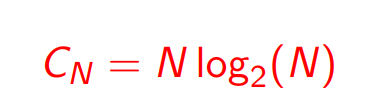 C_N = N log_2(N)